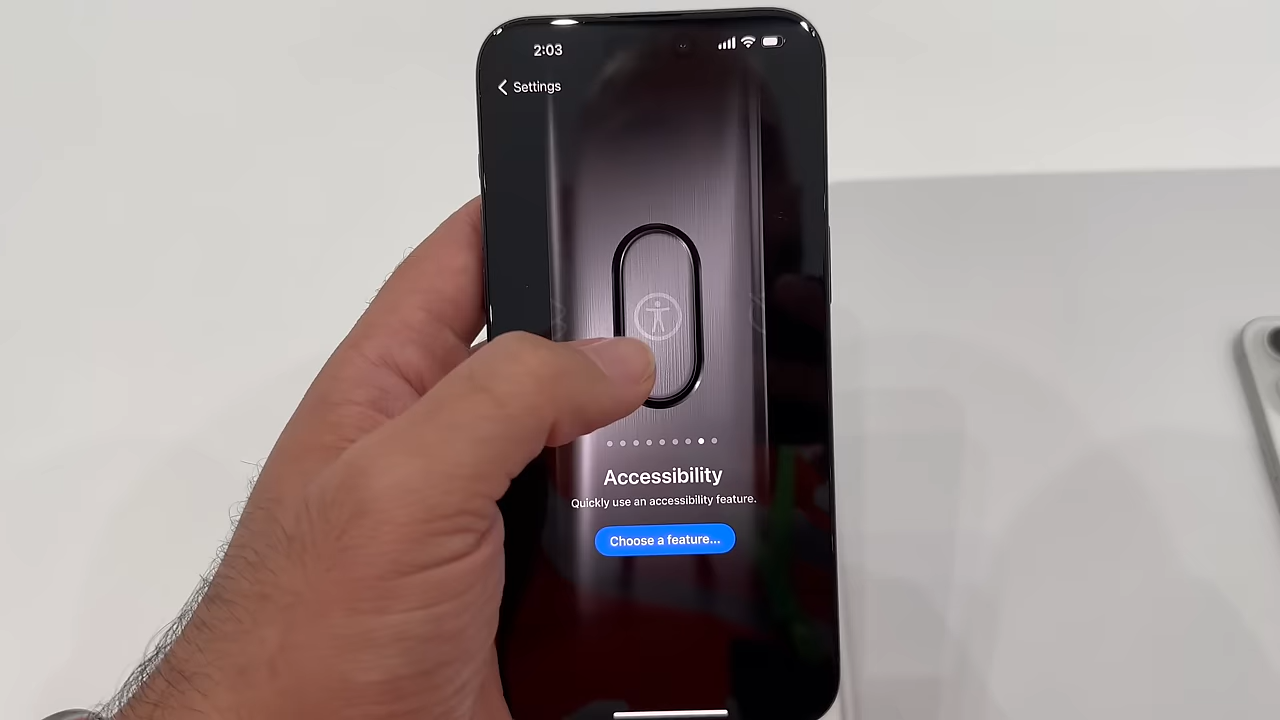 2:03
Settings
Accessibility
Quickly use an accessibility feature.
Choose a feature...